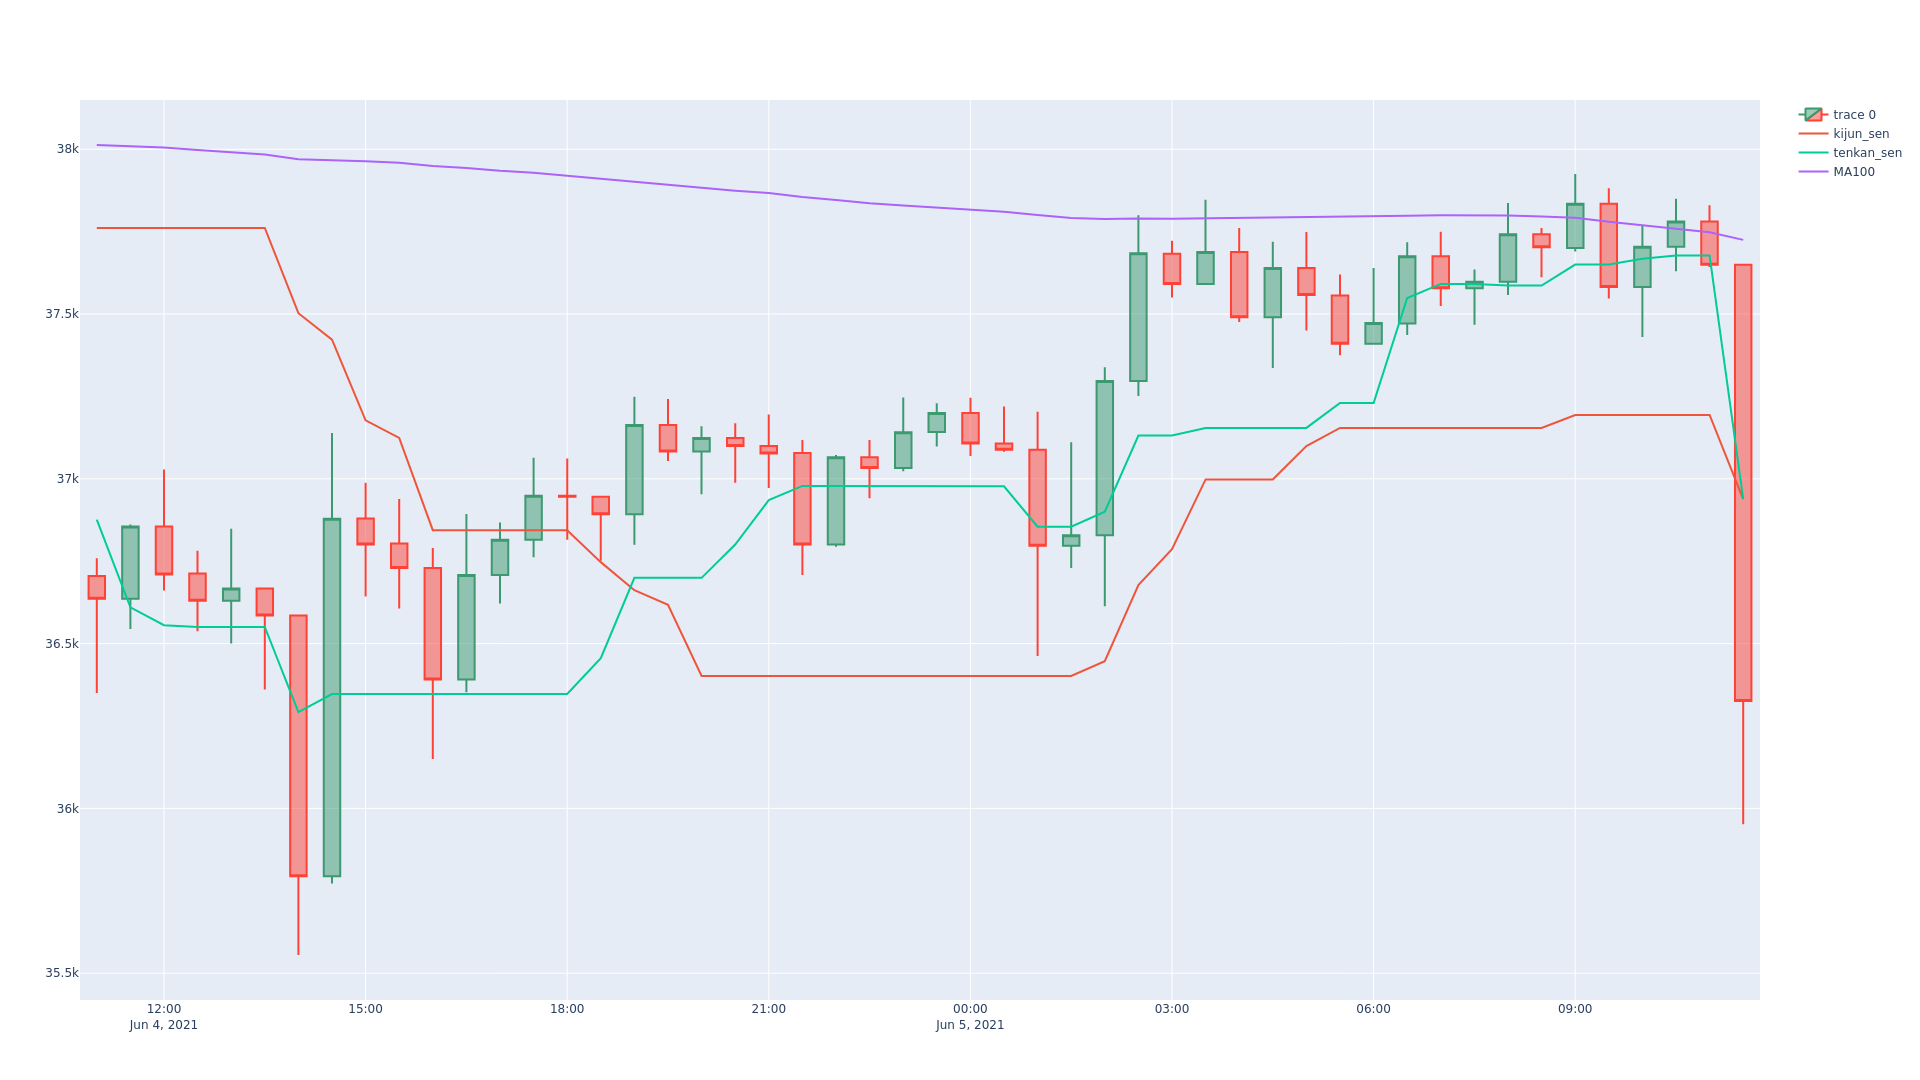 38k
37.5k
37k
36.5k
36k
35.5k
12:00
Jun 4, 2021
15:00
18:00
21:00
00:00
Jun 5, 2021
03:00
06:00
09:00
trace 0
kijun_sen
tenkan_sen
MA100